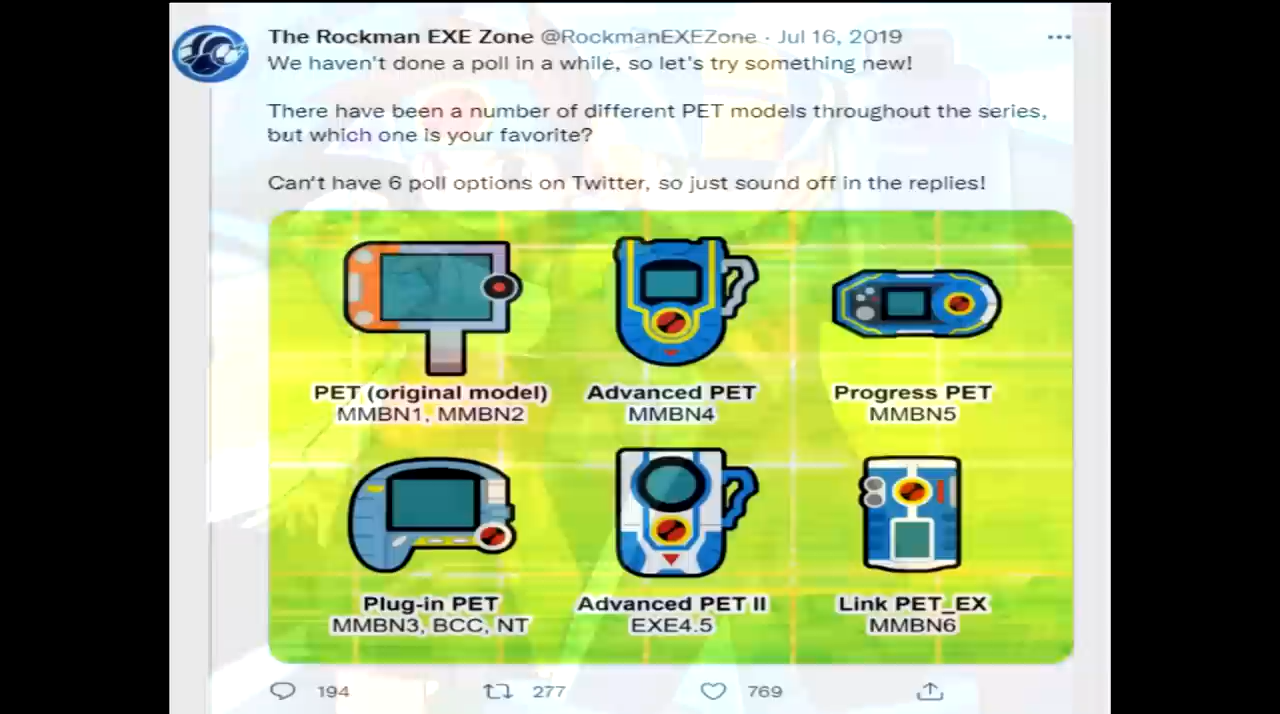 The Rockman EXE Zone @RockmanEXEZone · Jul 16, 2019
We haven't done a poll in a while, so let's try something new!
There have been a number of different PET models throughout the series,
but which one is your favorite?
Can't have 6 poll options on Twitter, so just sound off in the replies!
PET (original model)
MMBN1, MMBN2
Advanced PET
MMBN4
Progress PET
MMBN5
Plug-in PET
MMBN3, BCC, NT
Advanced PET II
EXE4.5
Link PET_EX
MMBN6
194 277 769